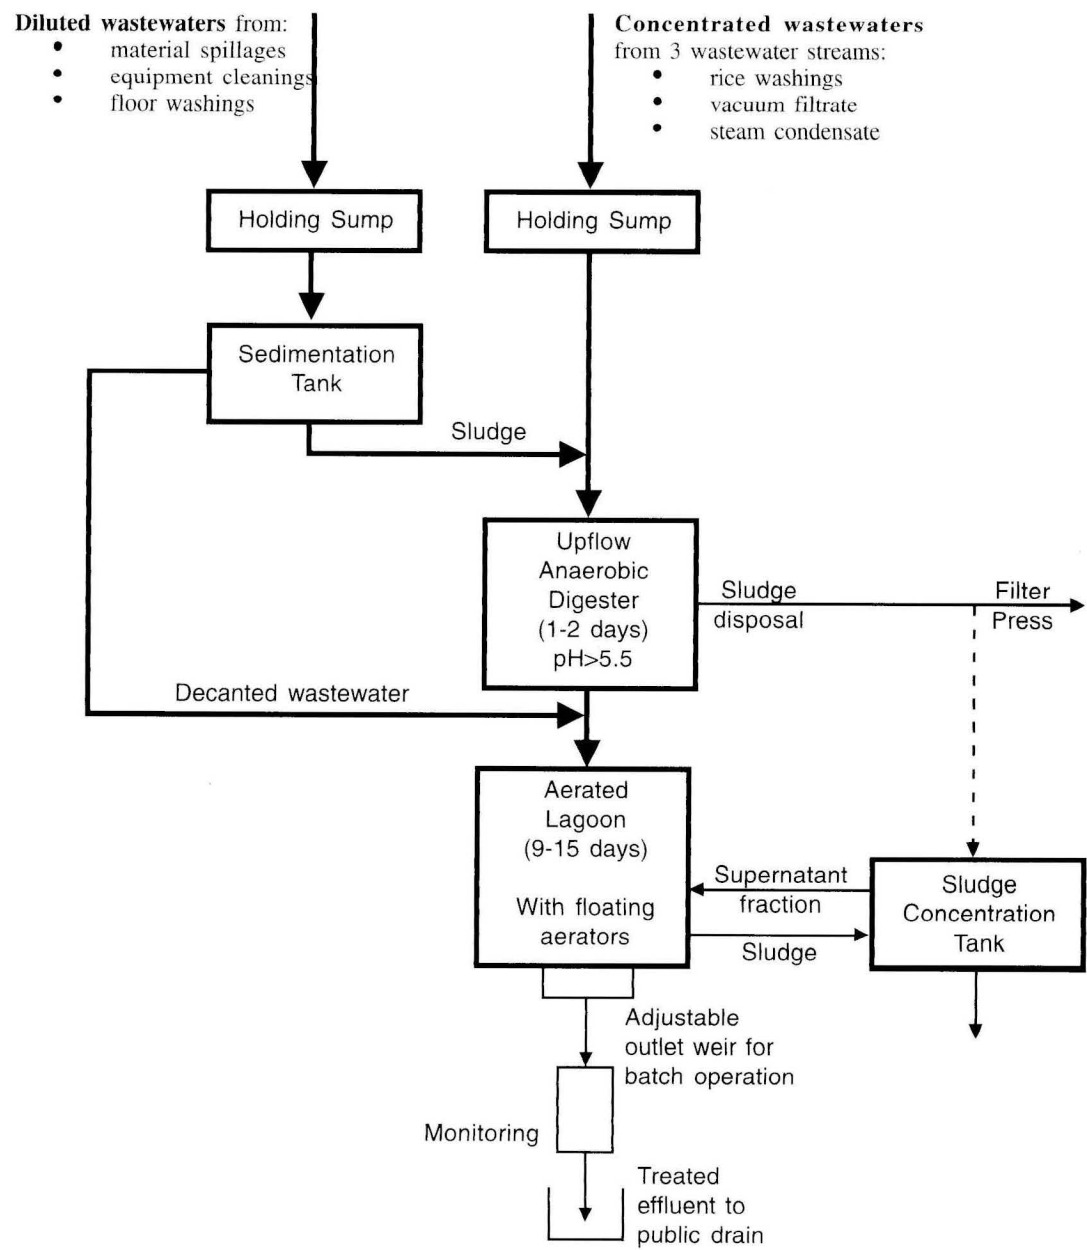 Diluted wastewaters from:
• material spillages
• equipment cleanings
• floor washings
Concentrated wastewaters
from 3 wastewater streams:
• rice washings
• vacuum filtrate
• steam condensate
Holding Sump
Holding Sump
Sedimentation
Tank
Sludge
Upflow
Anaerobic
Digester
(1-2 days)
pH>5.5
Sludge
disposal
Filter
Press
Decanted wastewater
Aerated
Lagoon
(9-15 days)
With floating
aerators
Supernatant
fraction
Sludge
Sludge
Concentration
Tank
Adjustable
outlet weir for
batch operation
Monitoring
Treated
effluent to
public drain